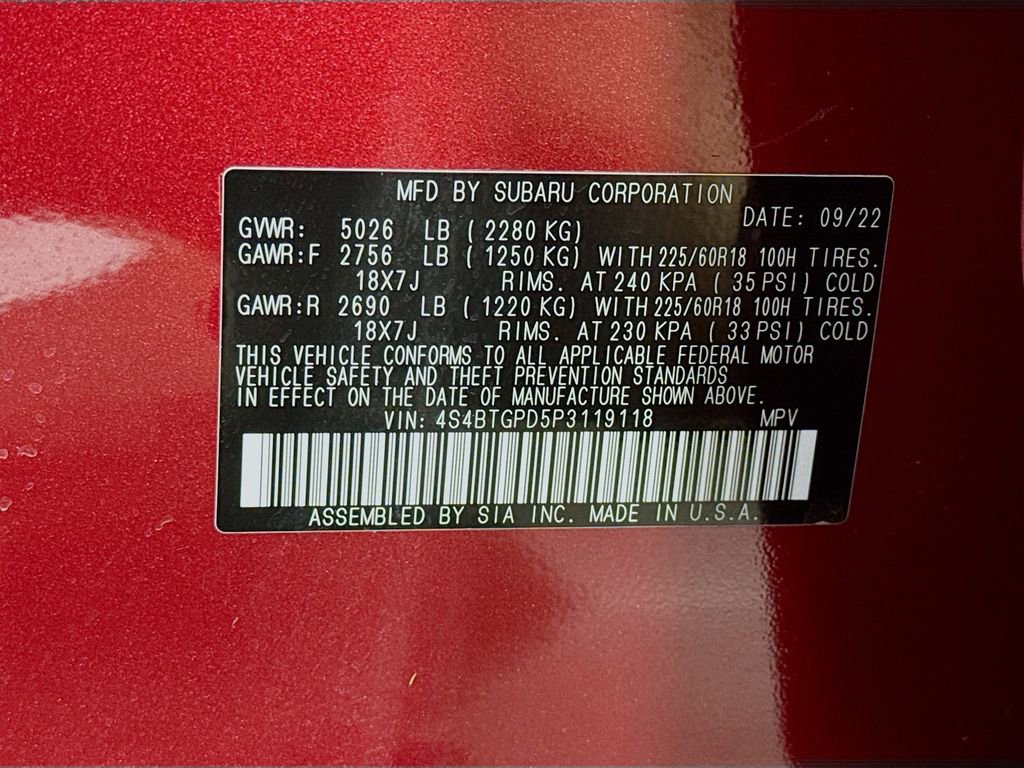 MFD BY SUBARU CORPORATION
DATE: 09/22
GVWR: 5026 LB (2280 KG)
GAWR:F 2756 LB (1250 KG) WITH 225/60R18 100H TIRES.
18X7J RIMS. AT 240 KPA (35 PSI) COLD
GAWR:R 2690 LB (1220 KG) WITH 225/60R18 100H TIRES.
18X7J RIMS. AT 230 KPA (33 PSI) COLD
THIS VEHICLE CONFORMS TO ALL APPLICABLE FEDERAL MOTOR
VEHICLE SAFETY AND THEFT PREVENTION STANDARDS
IN EFFECT ON THE DATE OF MANUFACTURE SHOWN ABOVE.
VIN: 4S4BTGPD5P3119118 MPV
ASSEMBLED BY SIA INC. MADE IN U.S.A.